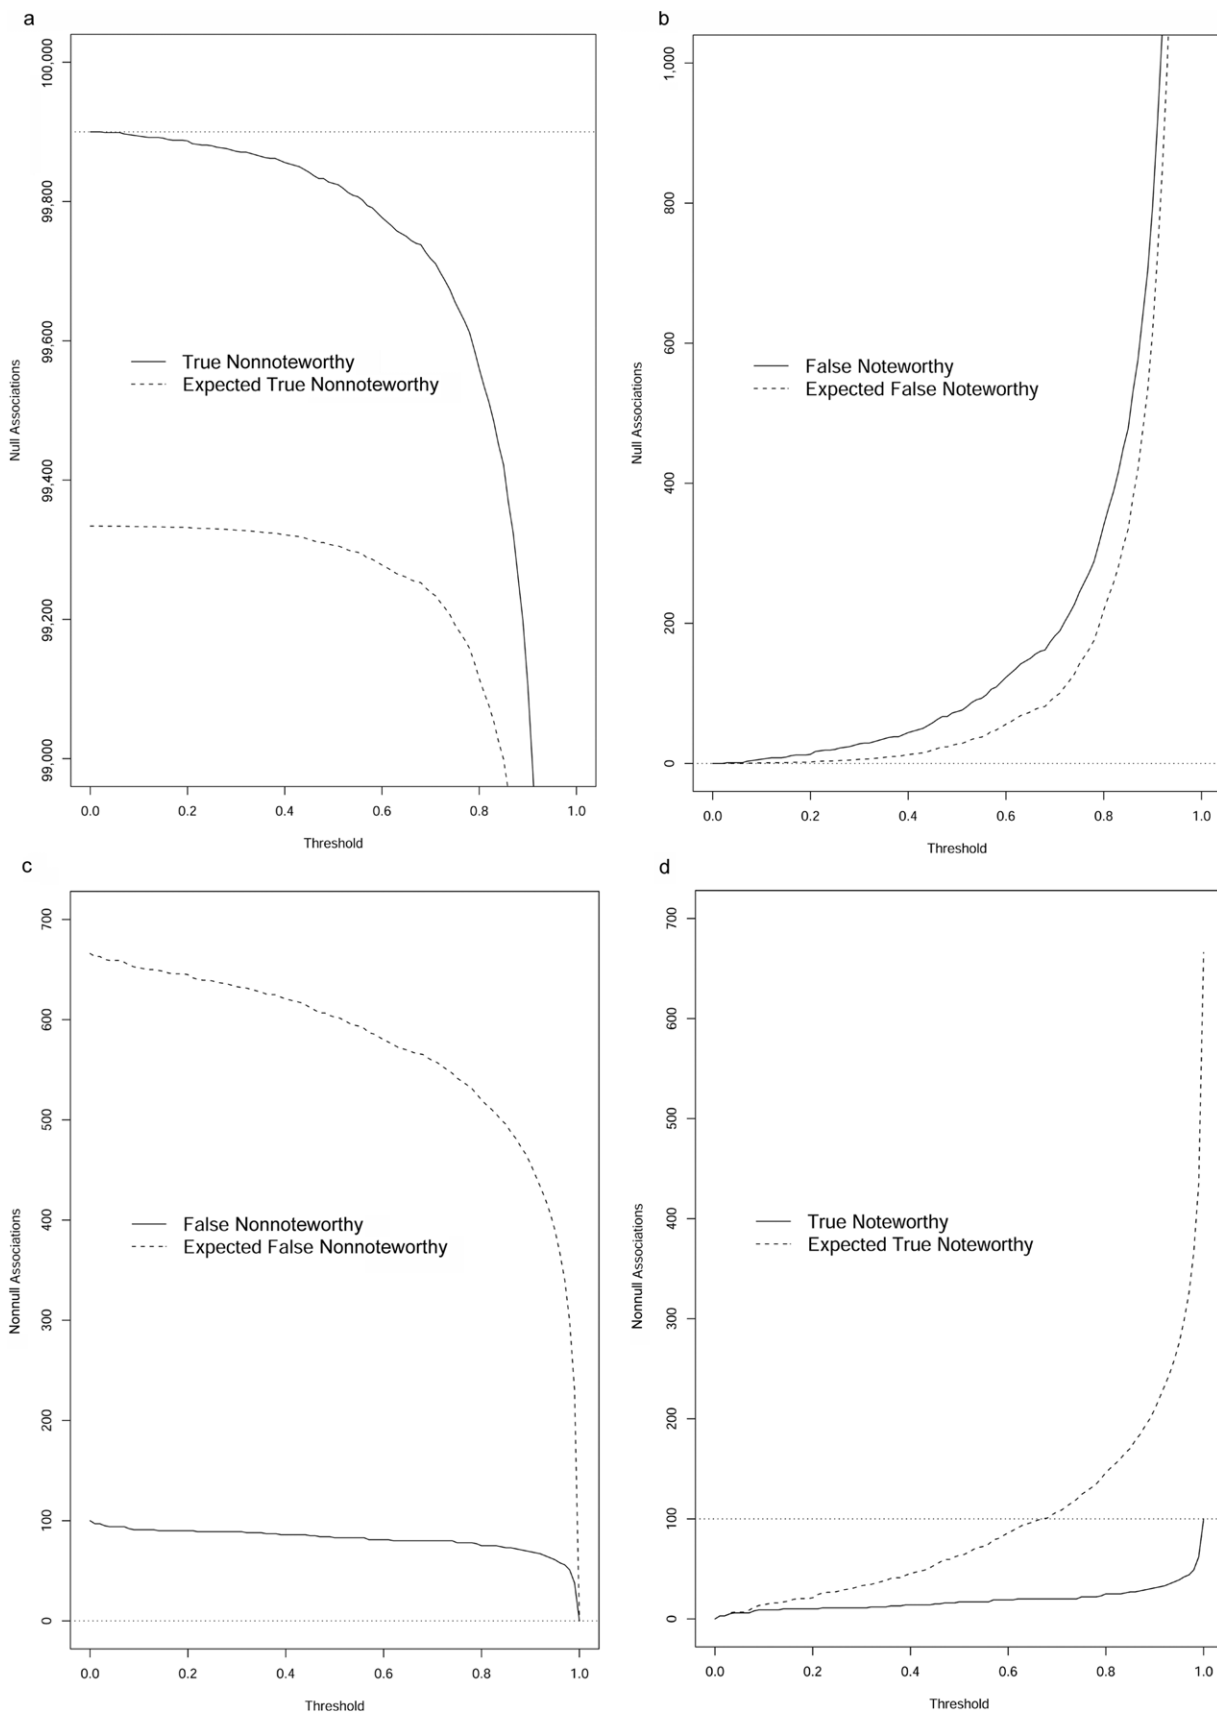 a
100,000
99,800
99,600
99,400
99,200
99,000
Null Associations
True Nonnoteworthy
Expected True Nonnoteworthy
0.0 0.2 0.4 0.6 0.8 1.0
Threshold
b
1,000
800
600
400
200
0
Null Associations
False Noteworthy
Expected False Noteworthy
0.0 0.2 0.4 0.6 0.8 1.0
Threshold
c
700
600
500
400
300
200
100
0
Nonnull Associations
False Nonnoteworthy
Expected False Nonnoteworthy
0.0 0.2 0.4 0.6 0.8 1.0
Threshold
d
700
600
500
400
300
200
100
0
Nonnull Associations
True Noteworthy
Expected True Noteworthy
0.0 0.2 0.4 0.6 0.8 1.0
Threshold